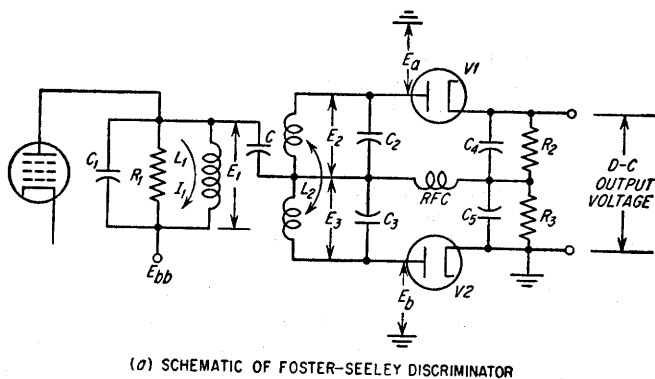 V1
Ea
C1
R1
L1
I1
E1
C
E2
C2
L2
E3
C3
RFC
C4
R2
C5
R3
D-C
OUTPUT
VOLTAGE
Ebb
Eb
V2
(a) SCHEMATIC OF FOSTER-SEELEY DISCRIMINATOR